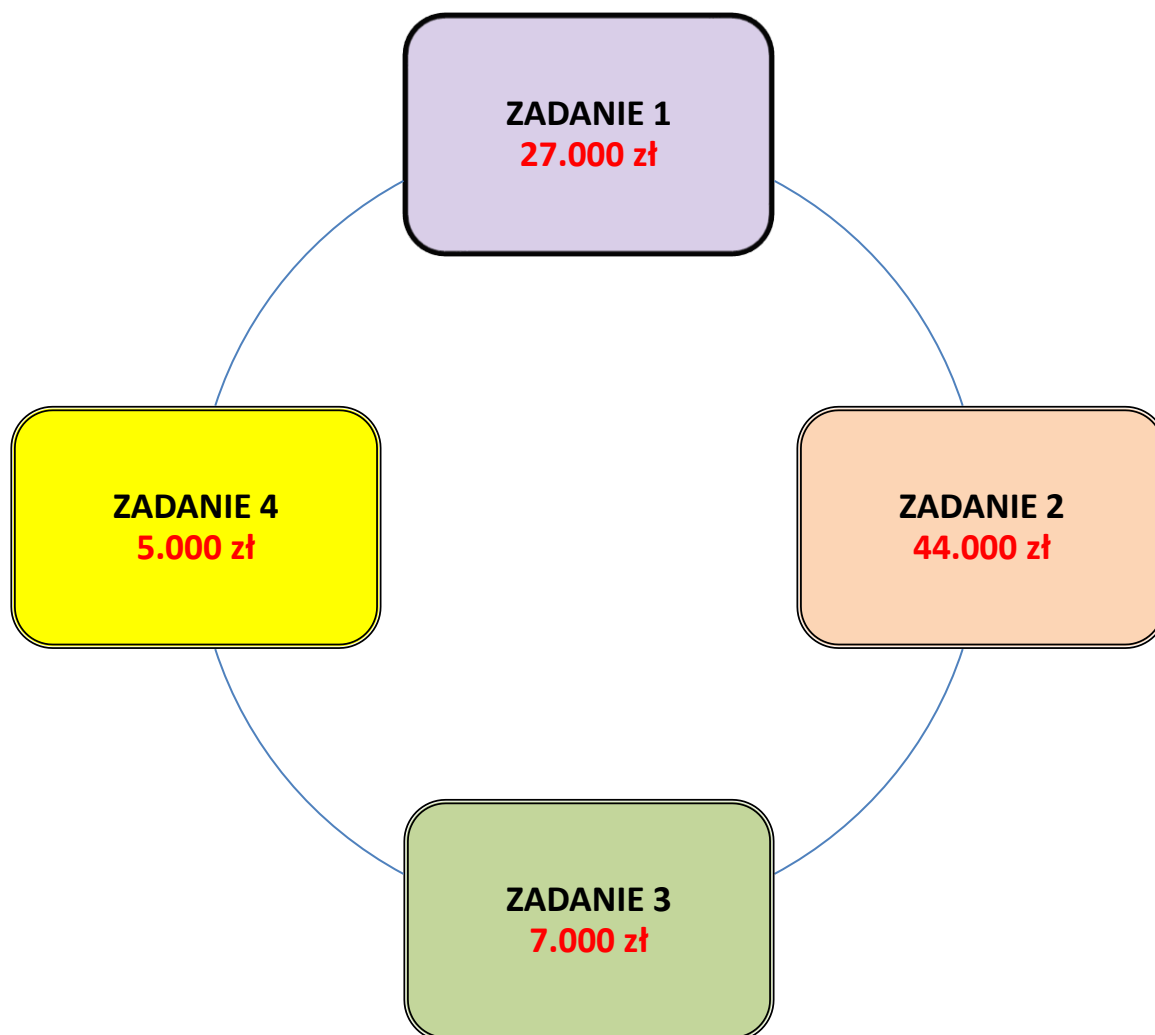 ZADANIE 1
27.000 zł
ZADANIE 2
44.000 zł
ZADANIE 3
7.000 zł
ZADANIE 4
5.000 zł